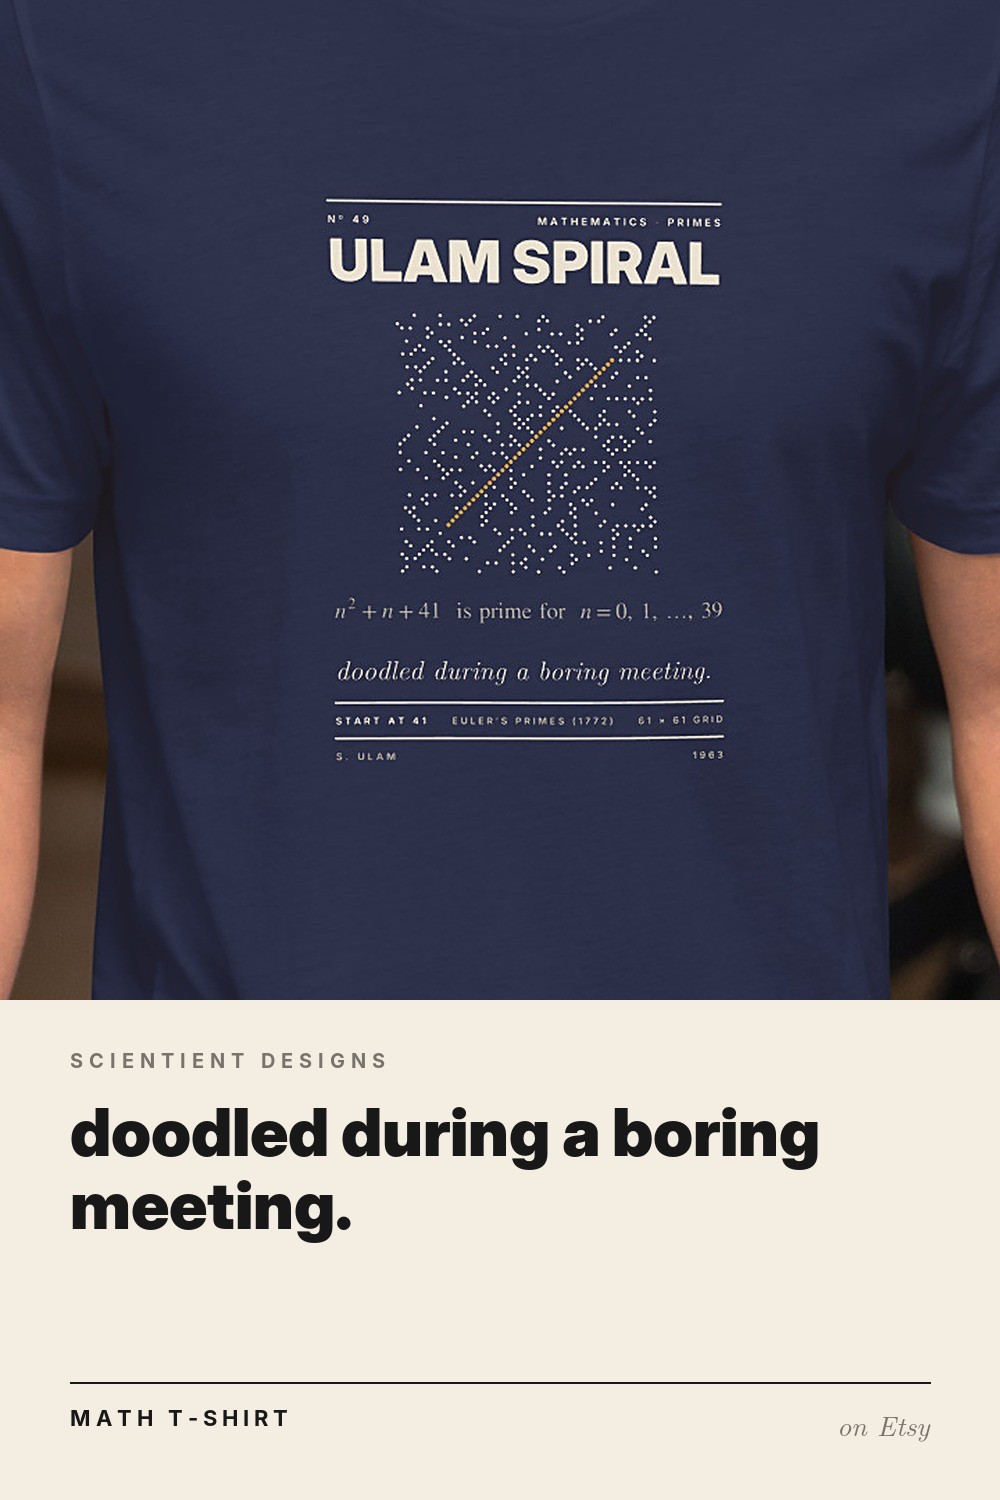 Nº 49
MATHEMATICS · PRIMES
ULAM SPIRAL
n² + n + 41 is prime for n = 0, 1, …, 39
doodled during a boring meeting.
START AT 41 EULER'S PRIMES (1772) 61 × 61 GRID
S. ULAM 1963
SCIENTIENT DESIGNS
doodled during a boring
meeting.
MATH T-SHIRT
on Etsy